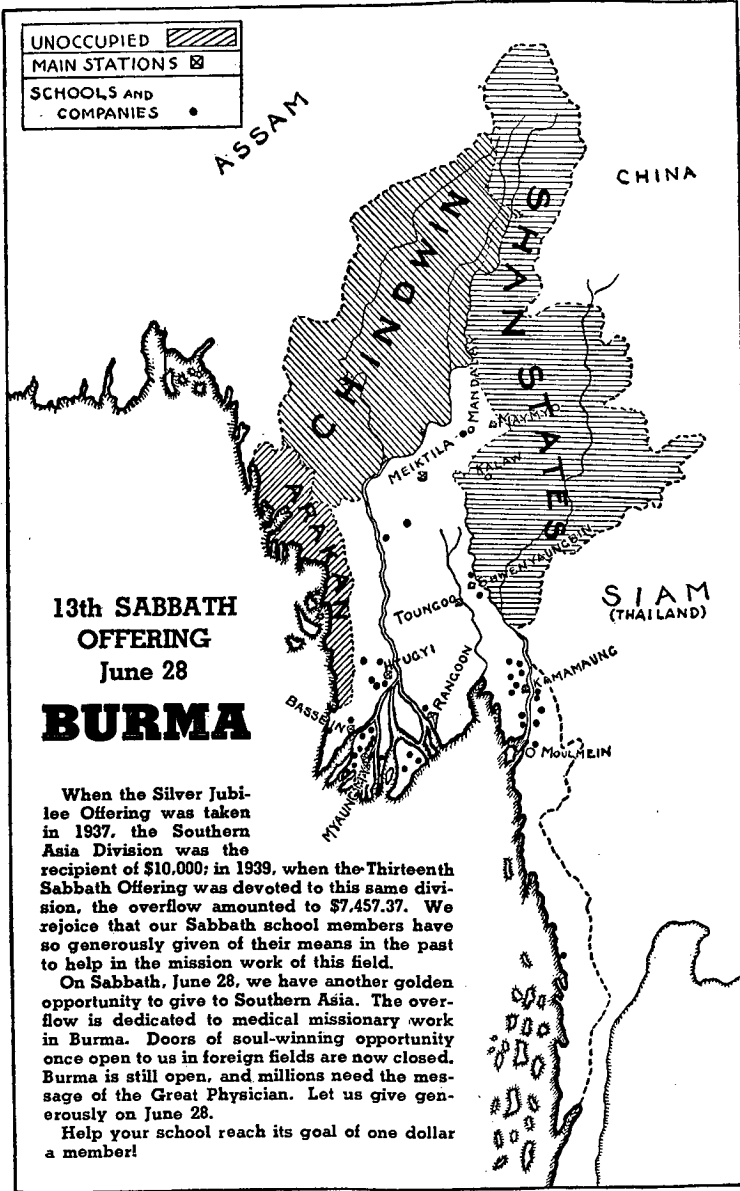 UNOCCUPIED
MAIN STATIONS
SCHOOLS AND
COMPANIES
ASSAM
CHINA
CHINDWIN
SHAN STATES
MANDALAY
MAYMYO
MEIKTILA
KALAW
ARAKAN
OHWENYAUNGBIN
TOUNGOO
SIAM
(THAILAND)
HTUGYI
RANGOON
KAMAMAUNG
BASSEIN
MOULMEIN
13th SABBATH
OFFERING
June 28
BURMA
When the Silver Jubi-
lee Offering was taken
in 1937, the Southern
Asia Division was the
recipient of $10,000; in 1939, when the Thirteenth
Sabbath Offering was devoted to this same divi-
sion, the overflow amounted to $7,457.37. We
rejoice that our Sabbath school members have
so generously given of their means in the past
to help in the mission work of this field.
On Sabbath, June 28, we have another golden
opportunity to give to Southern Asia. The over-
flow is dedicated to medical missionary work
in Burma. Doors of soul-winning opportunity
once open to us in foreign fields are now closed.
Burma is still open, and millions need the mes-
sage of the Great Physician. Let us give gen-
erously on June 28.
Help your school reach its goal of one dollar
a member!